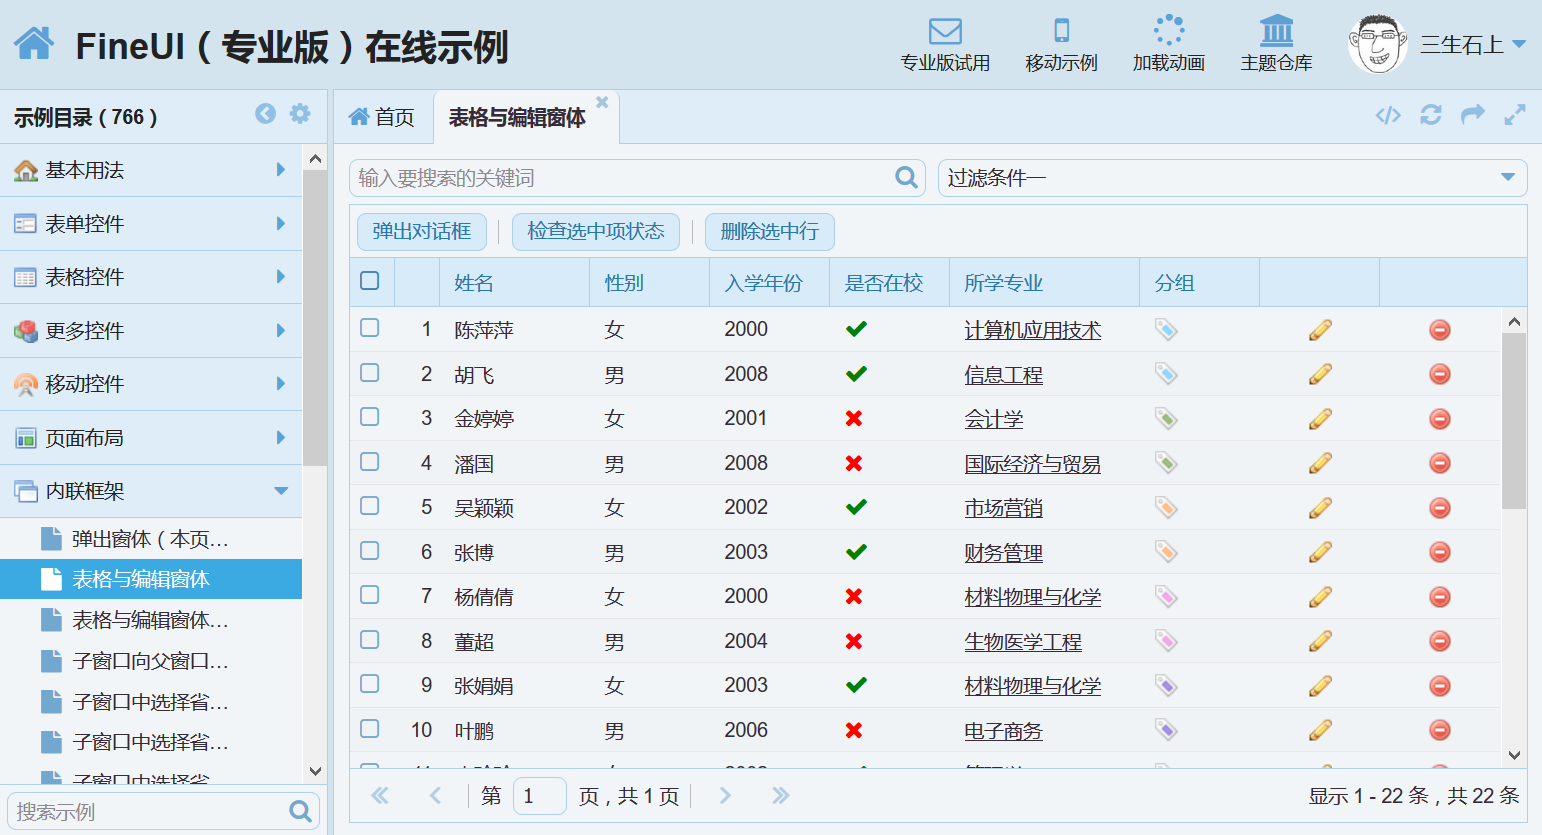 FineUI（专业版）在线示例
专业版试用
移动示例
加载动画
主题仓库
三生石上
示例目录（766）
首页
表格与编辑窗体
基本用法
表单控件
表格控件
更多控件
移动控件
页面布局
内联框架
弹出窗体（本页...
表格与编辑窗体
表格与编辑窗体...
子窗口向父窗口...
子窗口中选择省...
子窗口中选择省...
子窗口中选择省...
搜索示例
输入要搜索的关键词
过滤条件一
弹出对话框 检查选中项状态 删除选中行
姓名 性别 入学年份 是否在校 所学专业 分组
1 陈萍萍 女 2000 计算机应用技术
2 胡飞 男 2008 信息工程
3 金婷婷 女 2001 会计学
4 潘国 男 2008 国际经济与贸易
5 吴颖颖 女 2002 市场营销
6 张博 男 2003 财务管理
7 杨倩倩 女 2000 材料物理与化学
8 董超 男 2004 生物医学工程
9 张娟娟 女 2003 材料物理与化学
10 叶鹏 男 2006 电子商务
第 1 页，共 1 页
显示 1 - 22 条，共 22 条